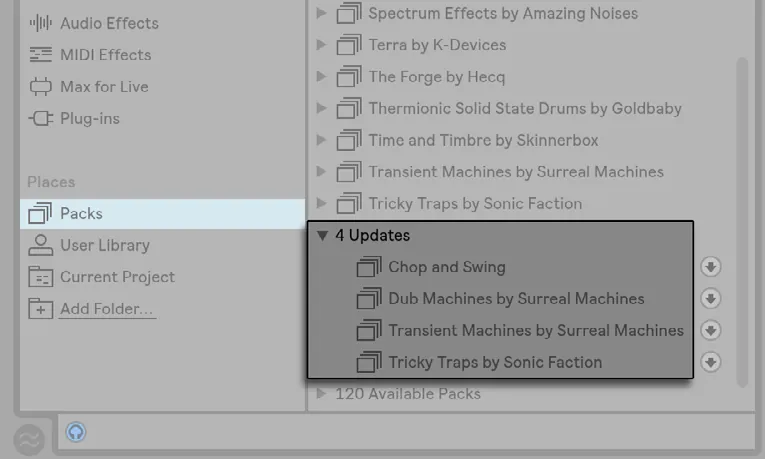 Audio Effects
MIDI Effects
Max for Live
Plug-ins
Places
Packs
User Library
Current Project
Add Folder...
Spectrum Effects by Amazing Noises
Terra by K-Devices
The Forge by Hecq
Thermionic Solid State Drums by Goldbaby
Time and Timbre by Skinnerbox
Transient Machines by Surreal Machines
Tricky Traps by Sonic Faction
4 Updates
Chop and Swing
Dub Machines by Surreal Machines
Transient Machines by Surreal Machines
Tricky Traps by Sonic Faction
120 Available Packs